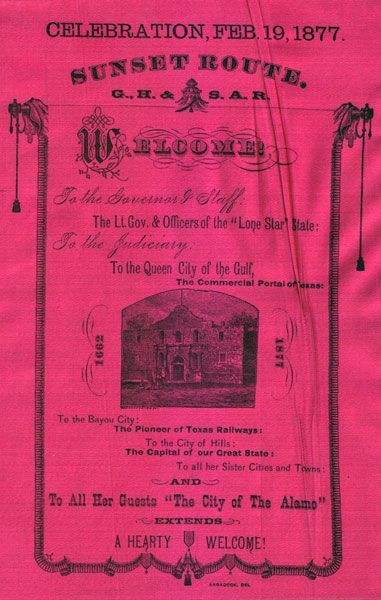 CELEBRATION, FEB. 19, 1877.
SUNSET ROUTE.
G., H. & S. A. R.
WELCOME!
To the Governor & Staff:
The Lt. Gov. & Officers of the "Lone Star" State:
To the Judiciary.
To the Queen City of the Gulf,
The Commercial Portal of Texas:
1662
1877
To the Bayou City:
The Pioneer of Texas Railways:
To the City of Hills:
The Capital of our Great State:
To all her Sister Cities and Towns:
AND
To All Her Guests "The City of The Alamo"
EXTENDS
A HEARTY WELCOME!
DEL.